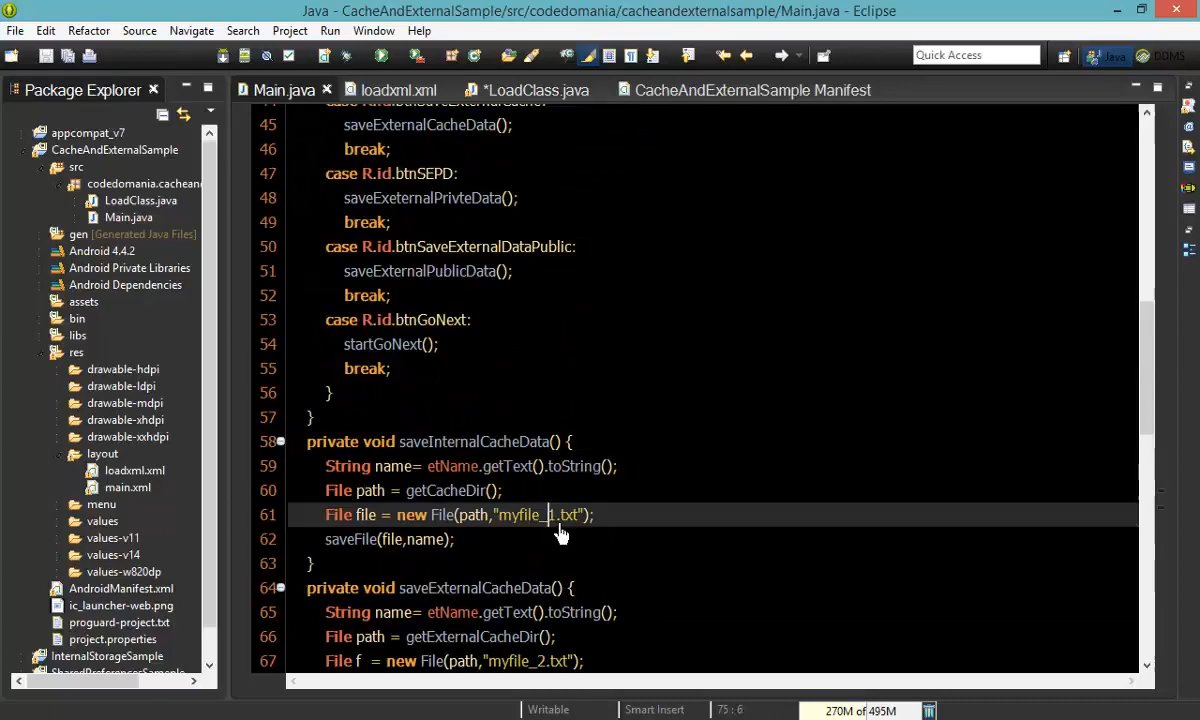 Java - CacheAndExternalSample/src/codedomania/cacheandexternalsample/Main.java - Eclipse
File Edit Refactor Source Navigate Search Project Run Window Help
Quick Access
Java
DDMS
Package Explorer
Main.java
loadxml.xml
*LoadClass.java
CacheAndExternalSample Manifest
appcompat_v7
CacheAndExternalSample
src
codedomania.cachean
LoadClass.java
Main.java
gen [Generated Java Files]
Android 4.4.2
Android Private Libraries
Android Dependencies
assets
bin
libs
res
drawable-hdpi
drawable-ldpi
drawable-mdpi
drawable-xhdpi
drawable-xxhdpi
layout
loadxml.xml
main.xml
menu
values
values-v11
values-v14
values-w820dp
AndroidManifest.xml
ic_launcher-web.png
proguard-project.txt
project.properties
InternalStorageSample
45 saveExternalCacheData();
46 break;
47 case R.id.btnSEPD:
48 saveExeternalPrivteData();
49 break;
50 case R.id.btnSaveExternalDataPublic:
51 saveExternalPublicData();
52 break;
53 case R.id.btnGoNext:
54 startGoNext();
55 break;
56 }
57 }
58 private void saveInternalCacheData() {
59 String name= etName.getText().toString();
60 File path = getCacheDir();
61 File file = new File(path,"myfile_1.txt");
62 saveFile(file,name);
63 }
64 private void saveExternalCacheData() {
65 String name= etName.getText().toString();
66 File path = getExternalCacheDir();
67 File f = new File(path,"myfile_2.txt");
Writable
Smart Insert
75 : 6
270M of 495M